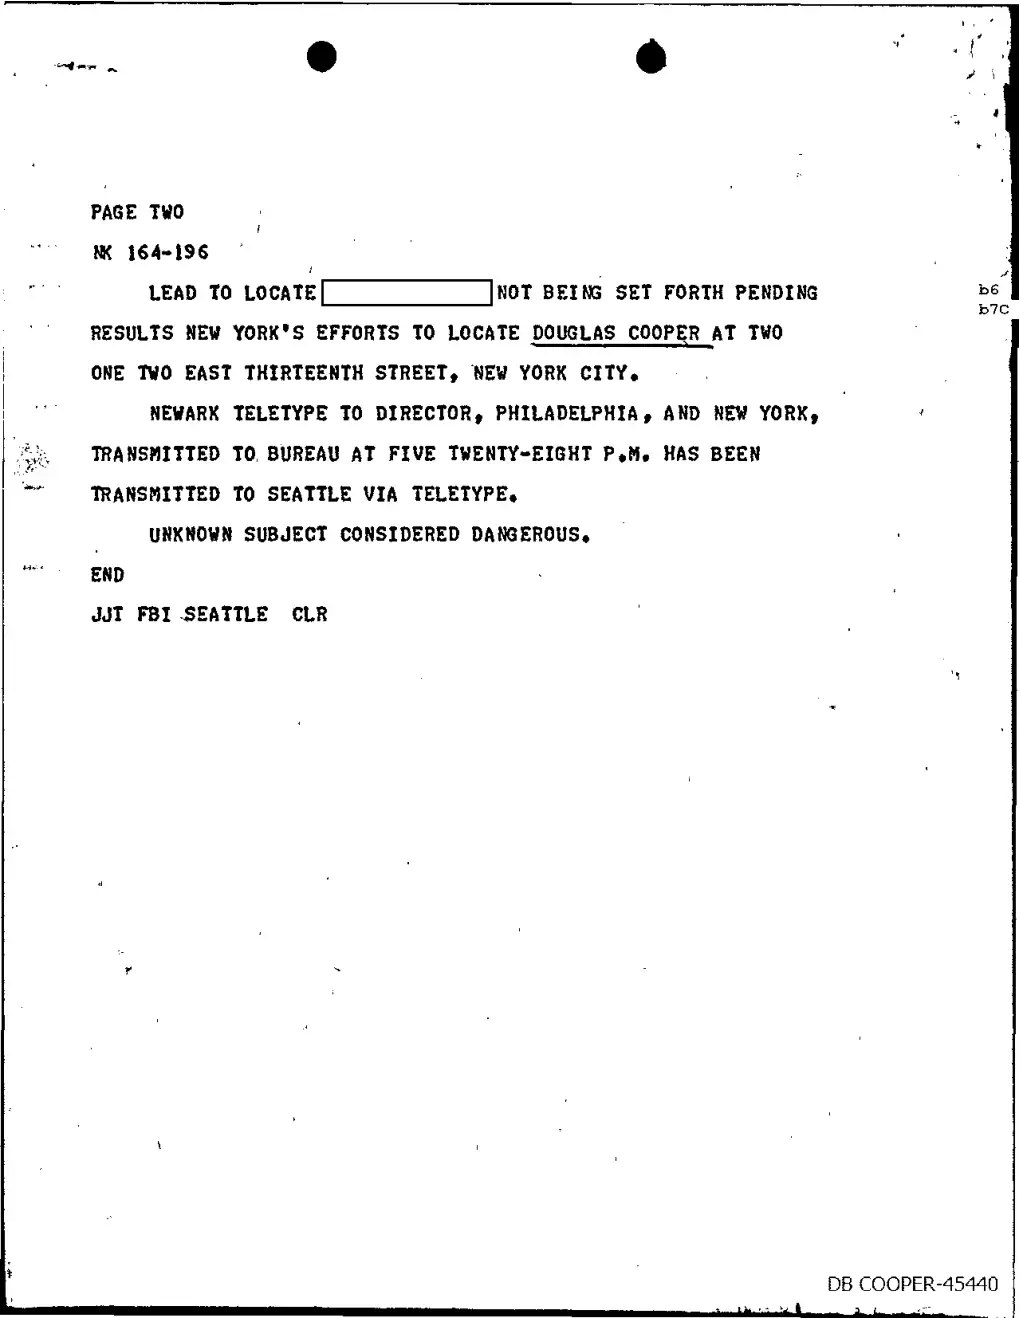 PAGE TWO
NK 164-196
LEAD TO LOCATE NOT BEING SET FORTH PENDING
b6
b7C
RESULTS NEW YORK'S EFFORTS TO LOCATE DOUGLAS COOPER AT TWO
ONE TWO EAST THIRTEENTH STREET, NEW YORK CITY.
NEWARK TELETYPE TO DIRECTOR, PHILADELPHIA, AND NEW YORK,
TRANSMITTED TO BUREAU AT FIVE TWENTY-EIGHT P.M. HAS BEEN
TRANSMITTED TO SEATTLE VIA TELETYPE.
UNKNOWN SUBJECT CONSIDERED DANGEROUS.
END
JJT FBI SEATTLE CLR
DB COOPER-45440